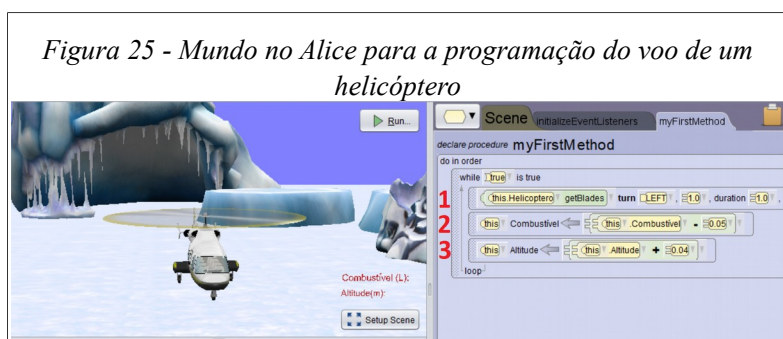 Figura 25 - Mundo no Alice para a programação do voo de um
helicóptero
Run...
Combustível (L):
Altitude(m):
Setup Scene
Scene initializeEventListeners myFirstMethod
declare procedure myFirstMethod
do in order
while true is true
1 this.Helicoptero getBlades turn LEFT , 1.0 , duration 1.0 ,
2 this Combustível this .Combustível - 0.05
3 this Altitude this .Altitude + 0.04
loop